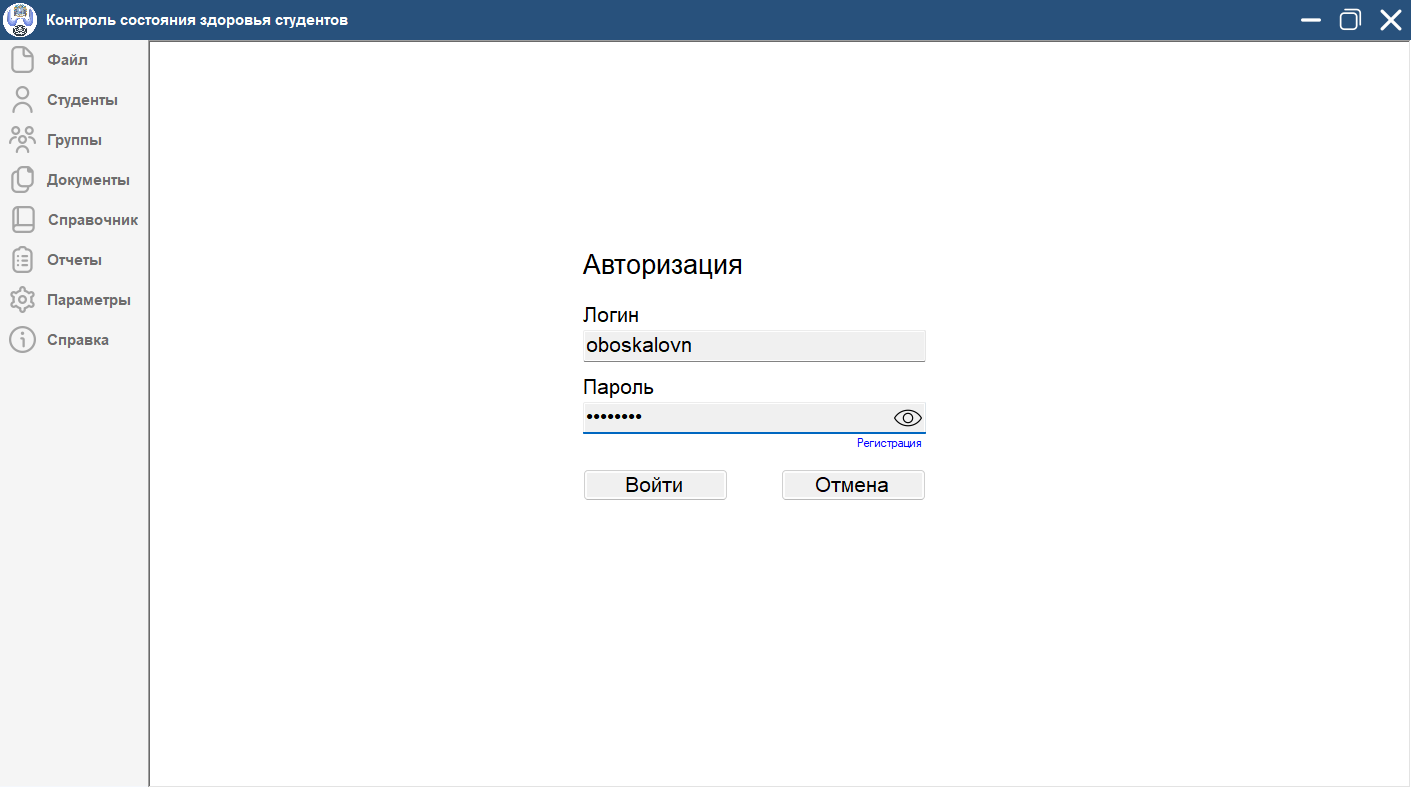 Контроль состояния здоровья студентов
Файл
Студенты
Группы
Документы
Справочник
Отчеты
Параметры
Справка
Авторизация
Логин
oboskalovn
Пароль
••••••••
Регистрация
Войти
Отмена